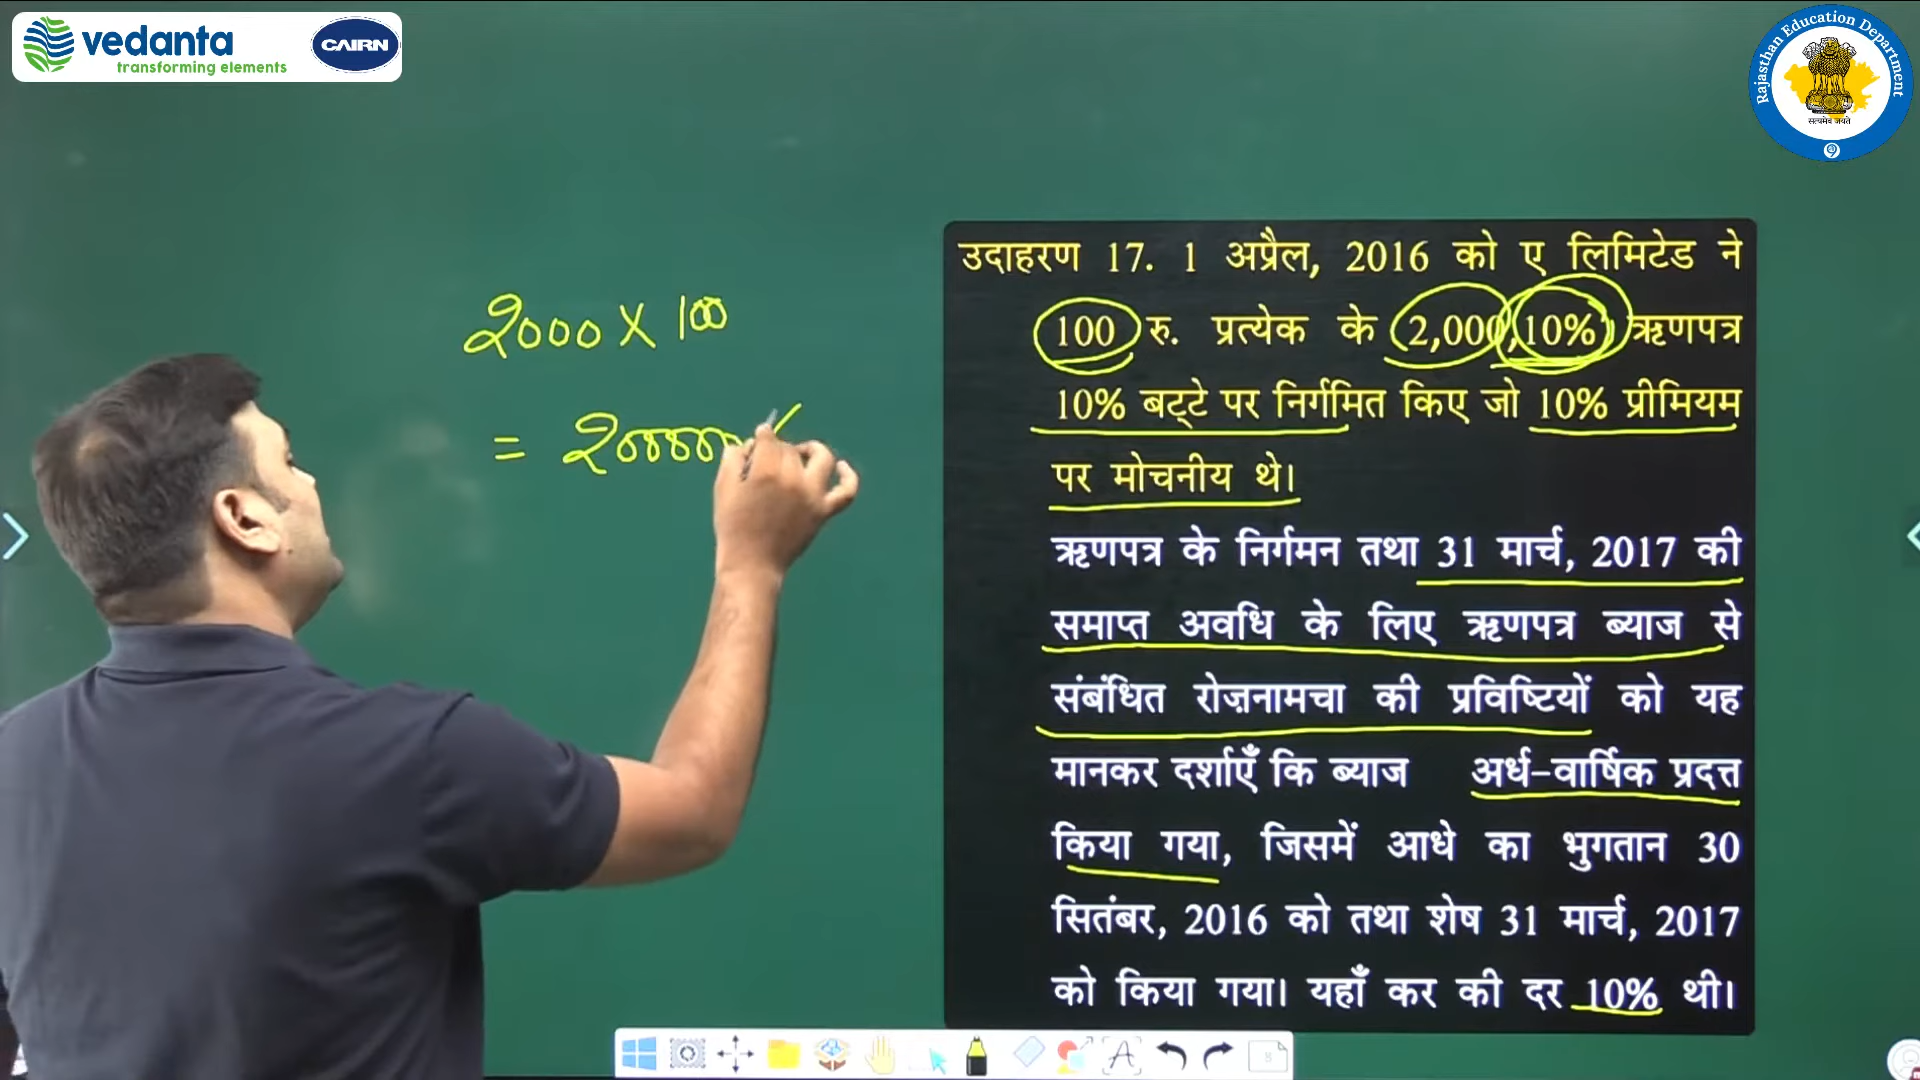 vedanta
transforming elements
CAIRN
Rajasthan Education Department
सत्यमेव जयते
2000 X 100
=
उदाहरण 17. 1 अप्रैल, 2016 को ए लिमिटेड ने
100 रु. प्रत्येक के 2,000, 10% ऋणपत्र
10% बट्टे पर निर्गमित किए जो 10% प्रीमियम
पर मोचनीय थे।
ऋणपत्र के निर्गमन तथा 31 मार्च, 2017 की
समाप्त अवधि के लिए ऋणपत्र ब्याज से
संबंधित रोज़नामचा की प्रविष्टियों को यह
मानकर दर्शाएँ कि ब्याज अर्ध-वार्षिक प्रदत्त
किया गया, जिसमें आधे का भुगतान 30
सितंबर, 2016 को तथा शेष 31 मार्च, 2017
को किया गया। यहाँ कर की दर 10% थी।